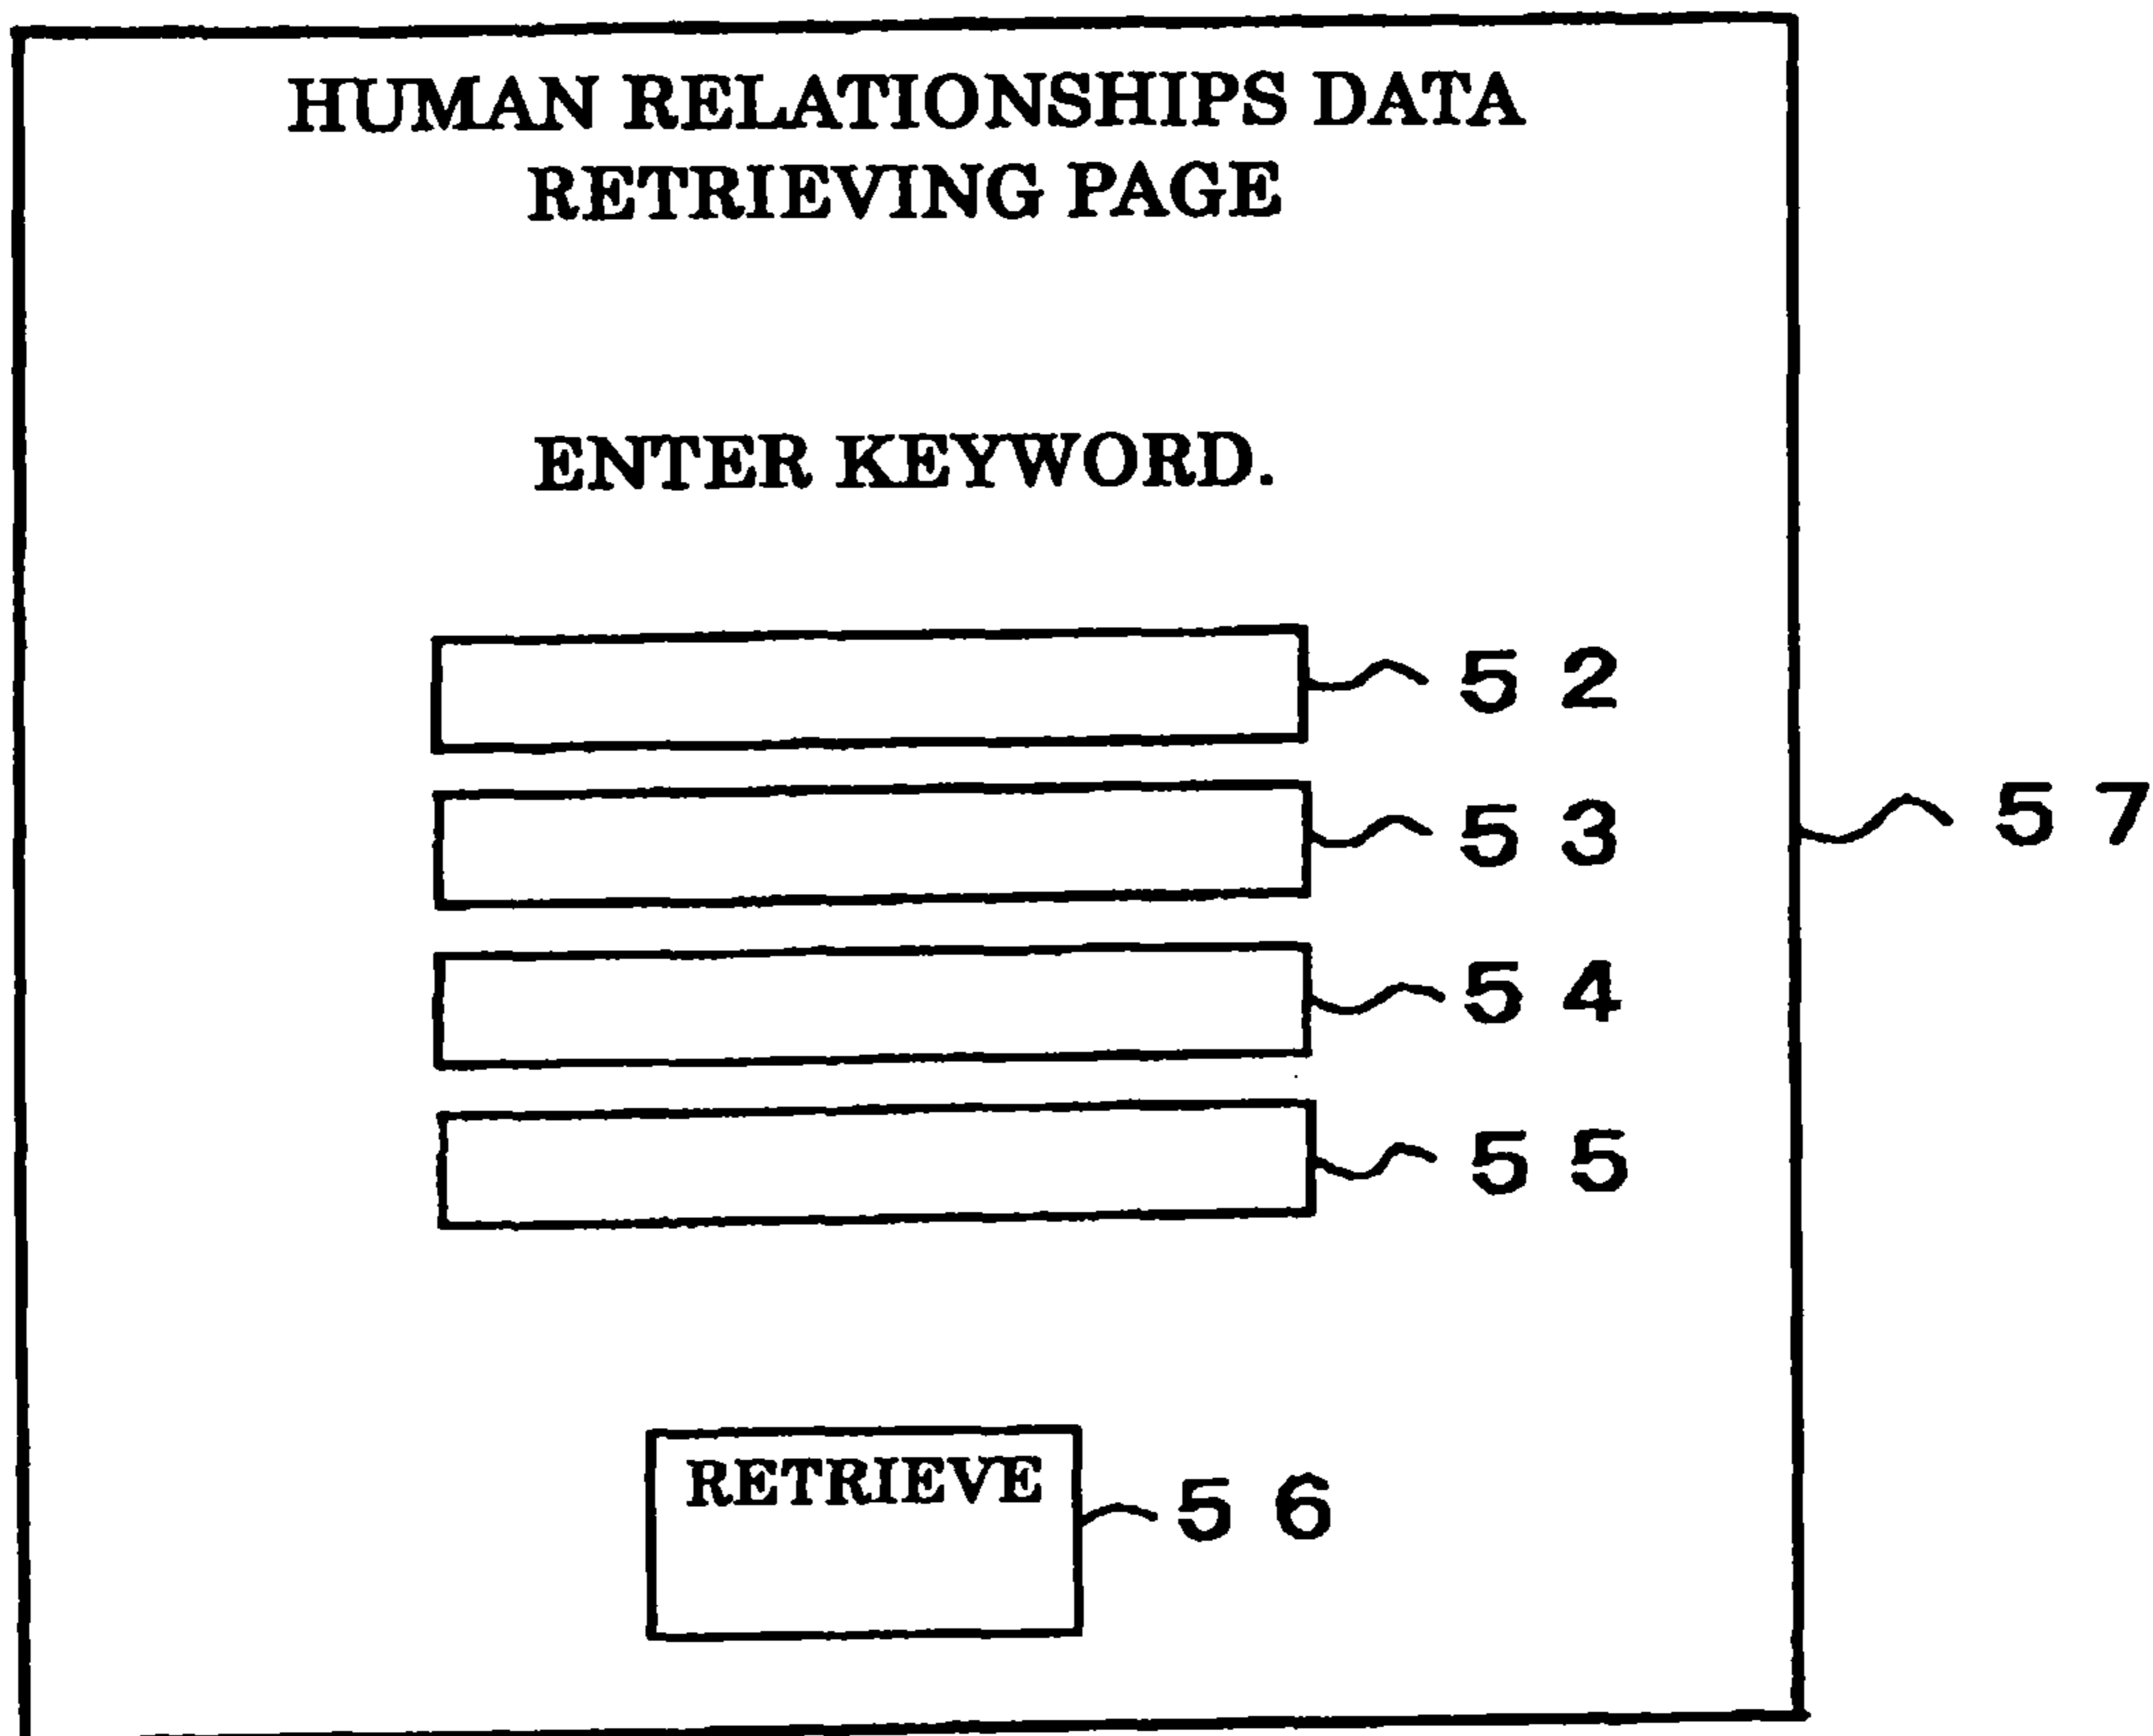 HUMAN RELATIONSHIPS DATA
RETRIEVING PAGE
ENTER KEYWORD.
52
53
57
54
55
RETRIEVE
56